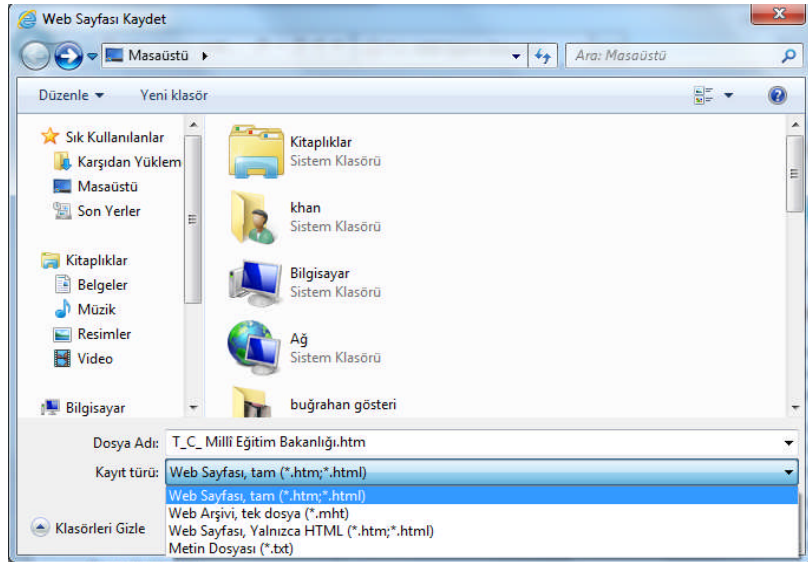 Web Sayfası Kaydet
Masaüstü
Ara: Masaüstü
Düzenle
Yeni klasör
Sık Kullanılanlar
Karşıdan Yüklem
Masaüstü
Son Yerler
Kitaplıklar
Belgeler
Müzik
Resimler
Video
Bilgisayar
Kitaplıklar
Sistem Klasörü
khan
Sistem Klasörü
Bilgisayar
Sistem Klasörü
Ağ
Sistem Klasörü
buğrahan gösteri
Dosya Adı: T_C_ Millî Eğitim Bakanlığı.htm
Kayıt türü: Web Sayfası, tam (*.htm;*.html)
Web Sayfası, tam (*.htm;*.html)
Web Arşivi, tek dosya (*.mht)
Web Sayfası, Yalnızca HTML (*.htm;*.html)
Metin Dosyası (*.txt)
Klasörleri Gizle